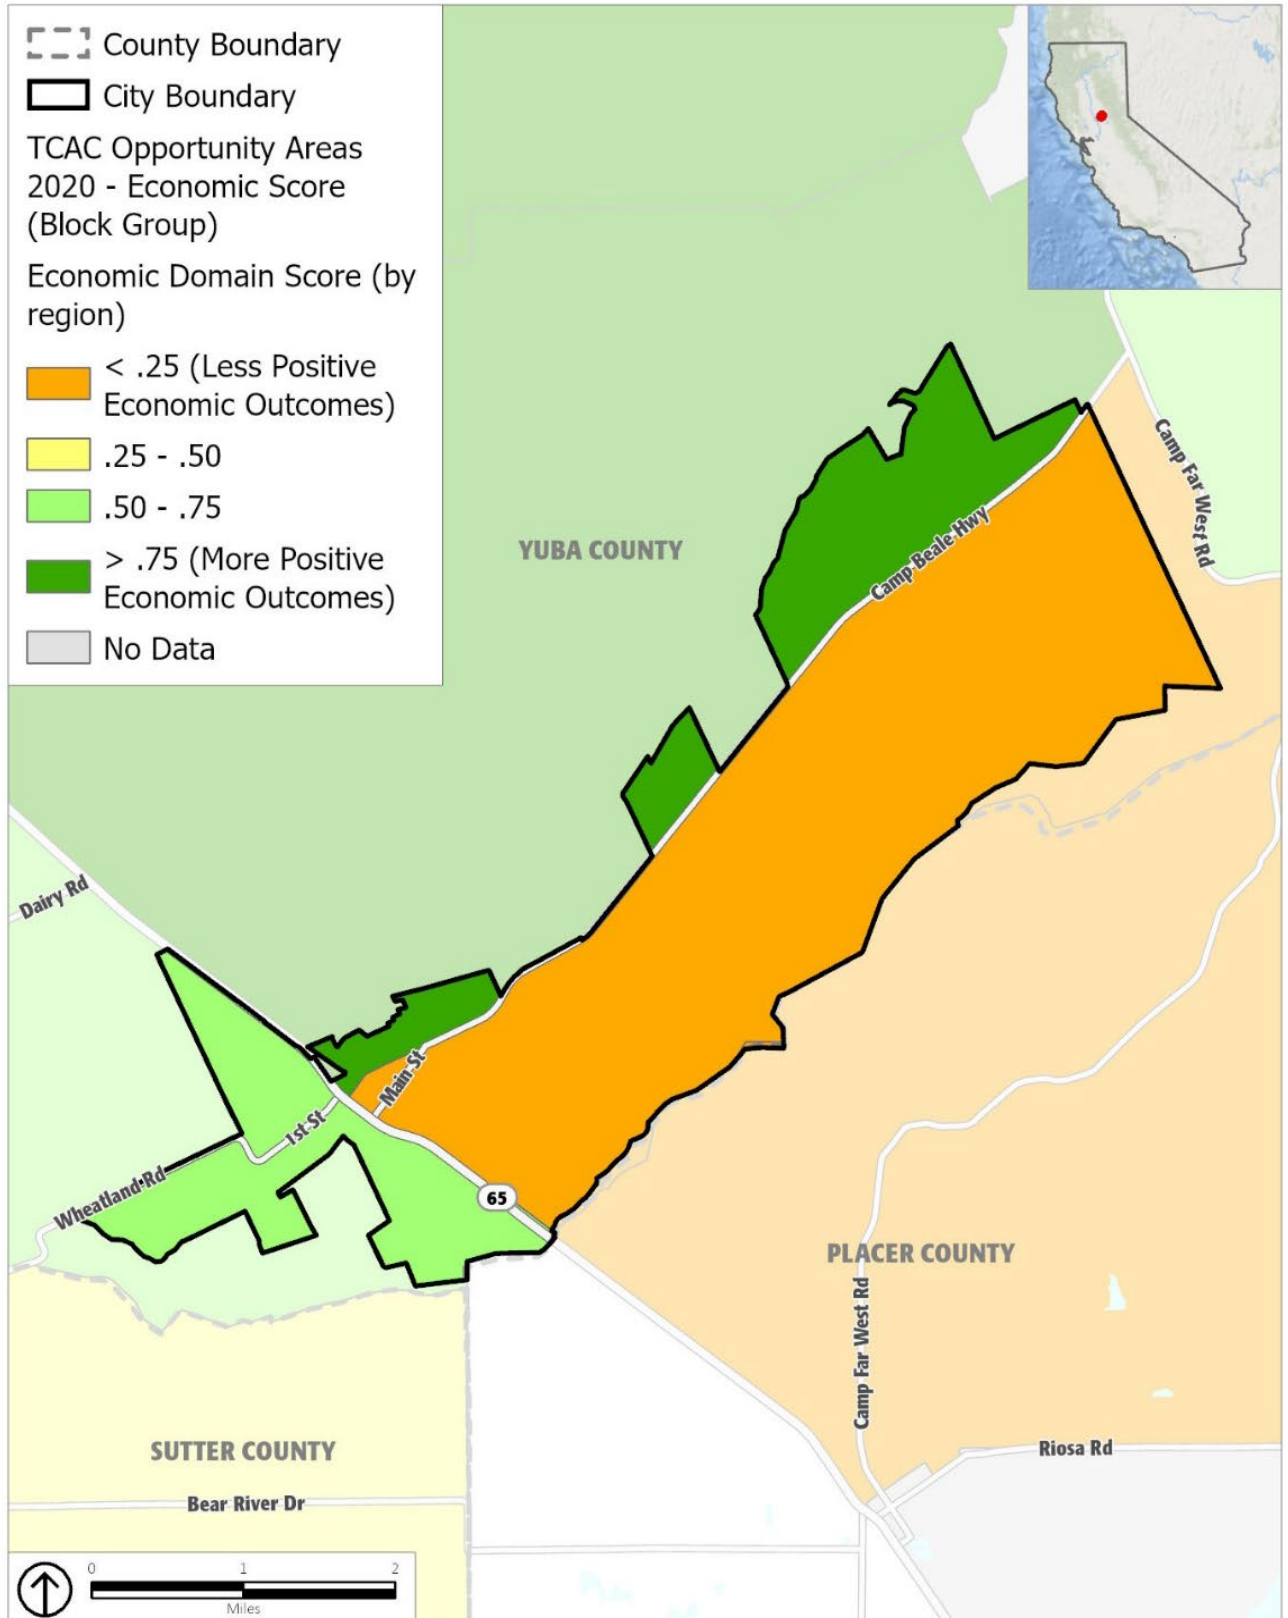 County Boundary
City Boundary
TCAC Opportunity Areas
2020 - Economic Score
(Block Group)
Economic Domain Score (by
region)
< .25 (Less Positive
Economic Outcomes)
.25 - .50
.50 - .75
> .75 (More Positive
Economic Outcomes)
No Data
Camp Far West Rd
YUBA COUNTY
Camp Beale Hwy
Dairy Rd
Main St
1st St
Wheatland Rd
65
PLACER COUNTY
Camp Far West Rd
SUTTER COUNTY
Riosa Rd
Bear River Dr
0 1 2
Miles